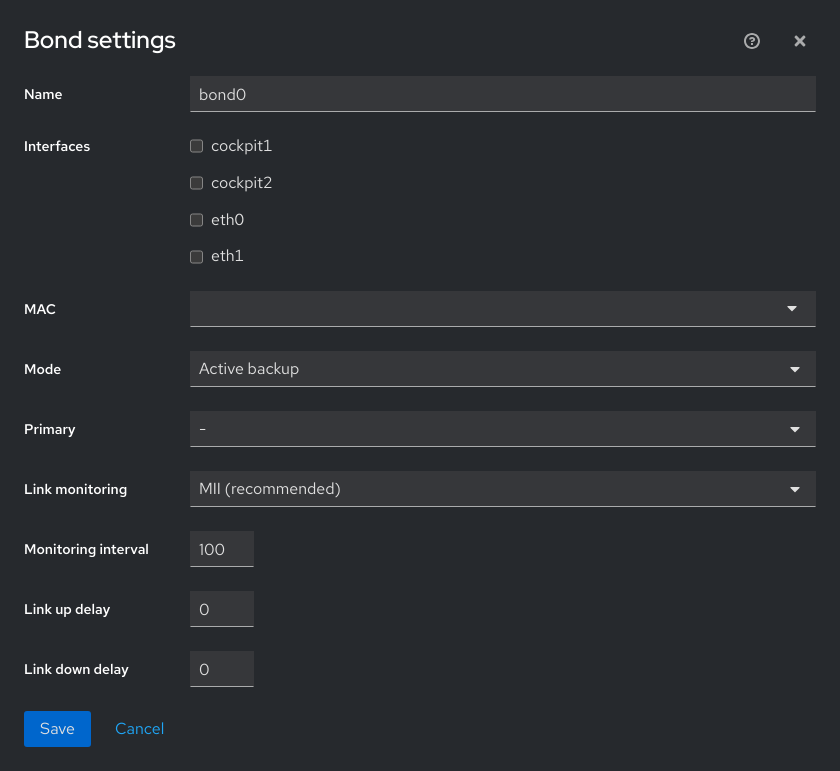 Bond settings
Name bond0
Interfaces cockpit1
cockpit2
eth0
eth1
MAC
Mode Active backup
Primary -
Link monitoring MII (recommended)
Monitoring interval 100
Link up delay 0
Link down delay 0
Save Cancel